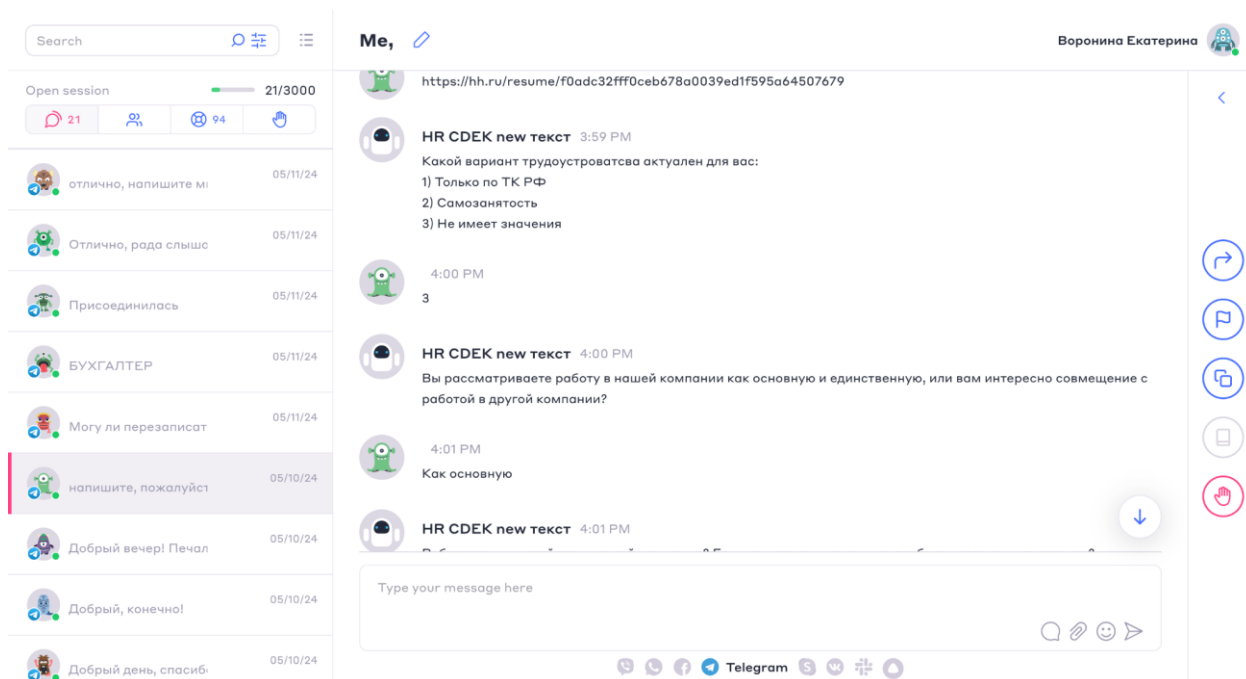 Search
Open session 21/3000
21
94
отлично, напишите 05/11/24
Отлично, рада 05/11/24
Присоединилась 05/11/24
БУХГАЛТЕР 05/11/24
Могу ли 05/11/24
напишите, 05/10/24
Добрый вечер! 05/10/24
Добрый, конечно! 05/10/24
Добрый день, 05/10/24
Me,
Воронина Екатерина
https://hh.ru/resume/f0adc32fff0ceb678a0039ed1f595a64507679
HR CDEK new текст 3:59 PM
Какой вариант трудоустроватсва актуален для вас:
1) Только по ТК РФ
2) Самозанятость
3) Не имеет значения
4:00 PM
3
HR CDEK new текст 4:00 PM
Вы рассматриваете работу в нашей компании как основную и единственную, или вам интересно совмещение с
работой в другой компании?
4:01 PM
Как основную
HR CDEK new текст 4:01 PM
Type your message here
Telegram